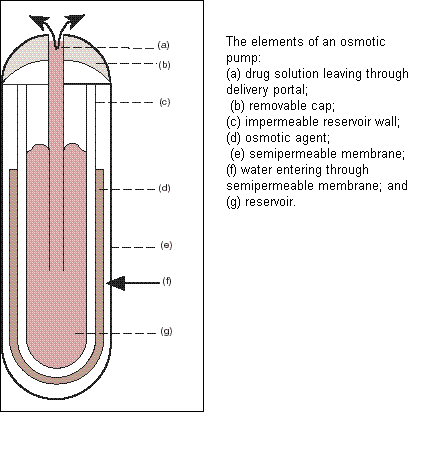 (a)
(b)
(c)
(d)
(e)
(f)
(g)
The elements of an osmotic
pump:
(a) drug solution leaving through
delivery portal;
(b) removable cap;
(c) impermeable reservoir wall;
(d) osmotic agent;
(e) semipermeable membrane;
(f) water entering through
semipermeable membrane; and
(g) reservoir.